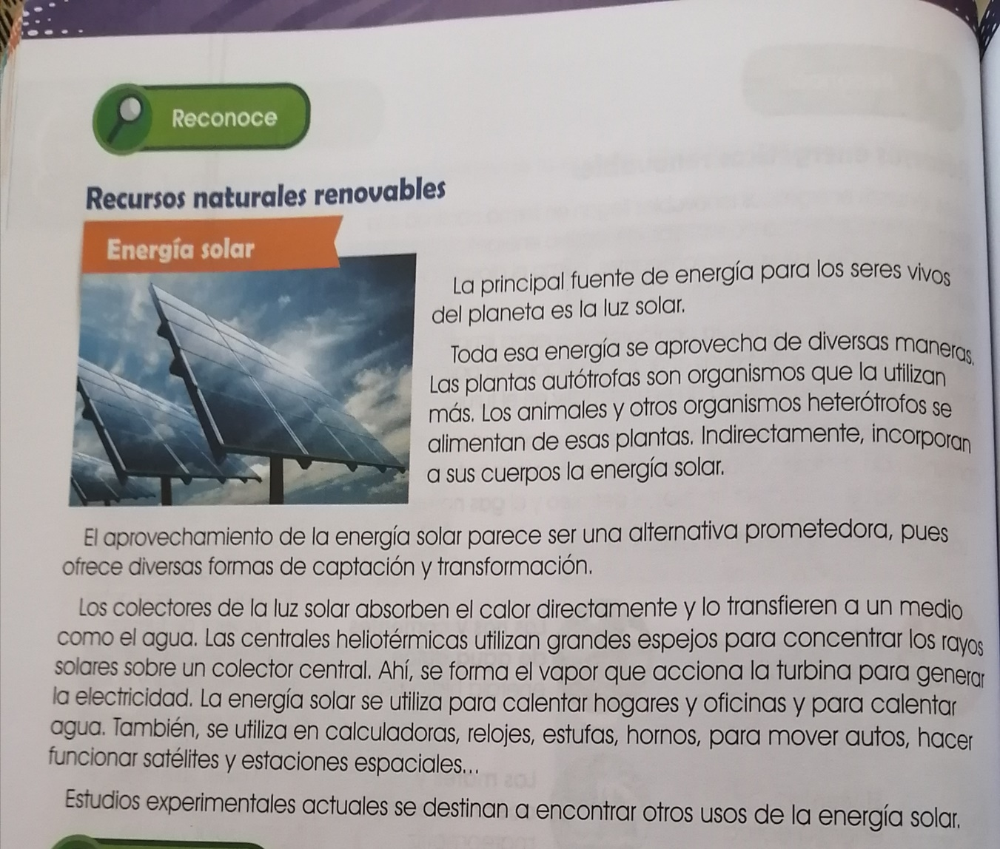 Reconoce
Recursos naturales renovables
Energía solar
La principal fuente de energía para los seres vivos
del planeta es la luz solar.
Toda esa energía se aprovecha de diversas maneras.
Las plantas autótrofas son organismos que la utilizan
más. Los animales y otros organismos heterótrofos se
alimentan de esas plantas. Indirectamente, incorporan
a sus cuerpos la energía solar.
El aprovechamiento de la energía solar parece ser una alternativa prometedora, pues
ofrece diversas formas de captación y transformación.
Los colectores de la luz solar absorben el calor directamente y lo transfieren a un medio
como el agua. Las centrales heliotérmicas utilizan grandes espejos para concentrar los rayos
solares sobre un colector central. Ahí, se forma el vapor que acciona la turbina para generar
la electricidad. La energía solar se utiliza para calentar hogares y oficinas y para calentar
agua. También, se utiliza en calculadoras, relojes, estufas, hornos, para mover autos, hacer
funcionar satélites y estaciones espaciales...
Estudios experimentales actuales se destinan a encontrar otros usos de la energía solar.